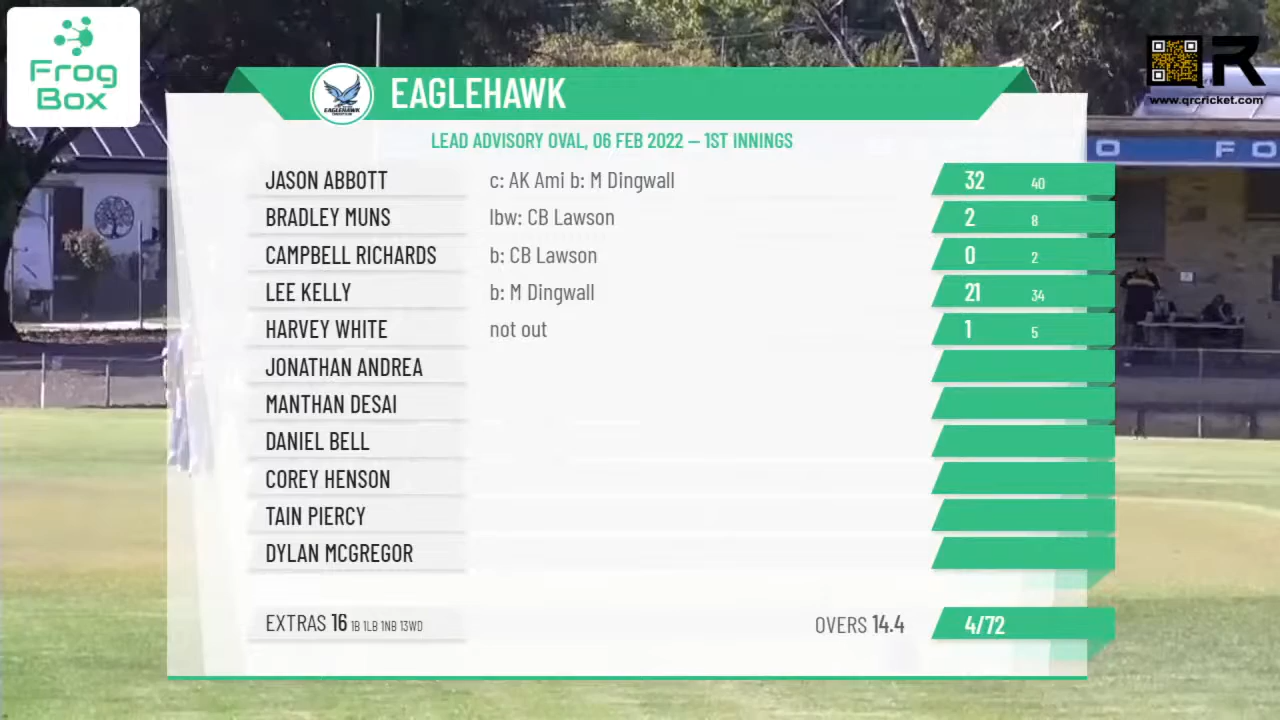 Frog
Box
EAGLEHAWK
EAGLEHAWK
R
www.qrcricket.com
LEAD ADVISORY OVAL, 06 FEB 2022 – 1ST INNINGS
O FO
JASON ABBOTT c: AK Ami b: M Dingwall 32 40
BRADLEY MUNS lbw: CB Lawson 2 8
CAMPBELL RICHARDS b: CB Lawson 0 2
LEE KELLY b: M Dingwall 21 34
HARVEY WHITE not out 1 5
JONATHAN ANDREA
MANTHAN DESAI
DANIEL BELL
COREY HENSON
TAIN PIERCY
DYLAN MCGREGOR
EXTRAS 16 1B 1LB 1NB 13WD OVERS 14.4 4/72